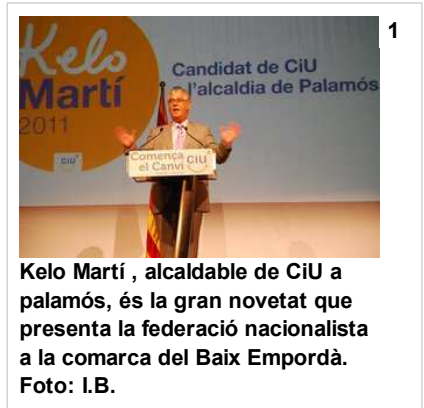 1
Kelo
Martí
2011
CiU
Candidat de CiU
l'alcaldia de Palamós
Comença
el Canvi
CiU
Kelo Martí , alcaldable de CiU a
palamós, és la gran novetat que
presenta la federació nacionalista
a la comarca del Baix Empordà.
Foto: I.B.